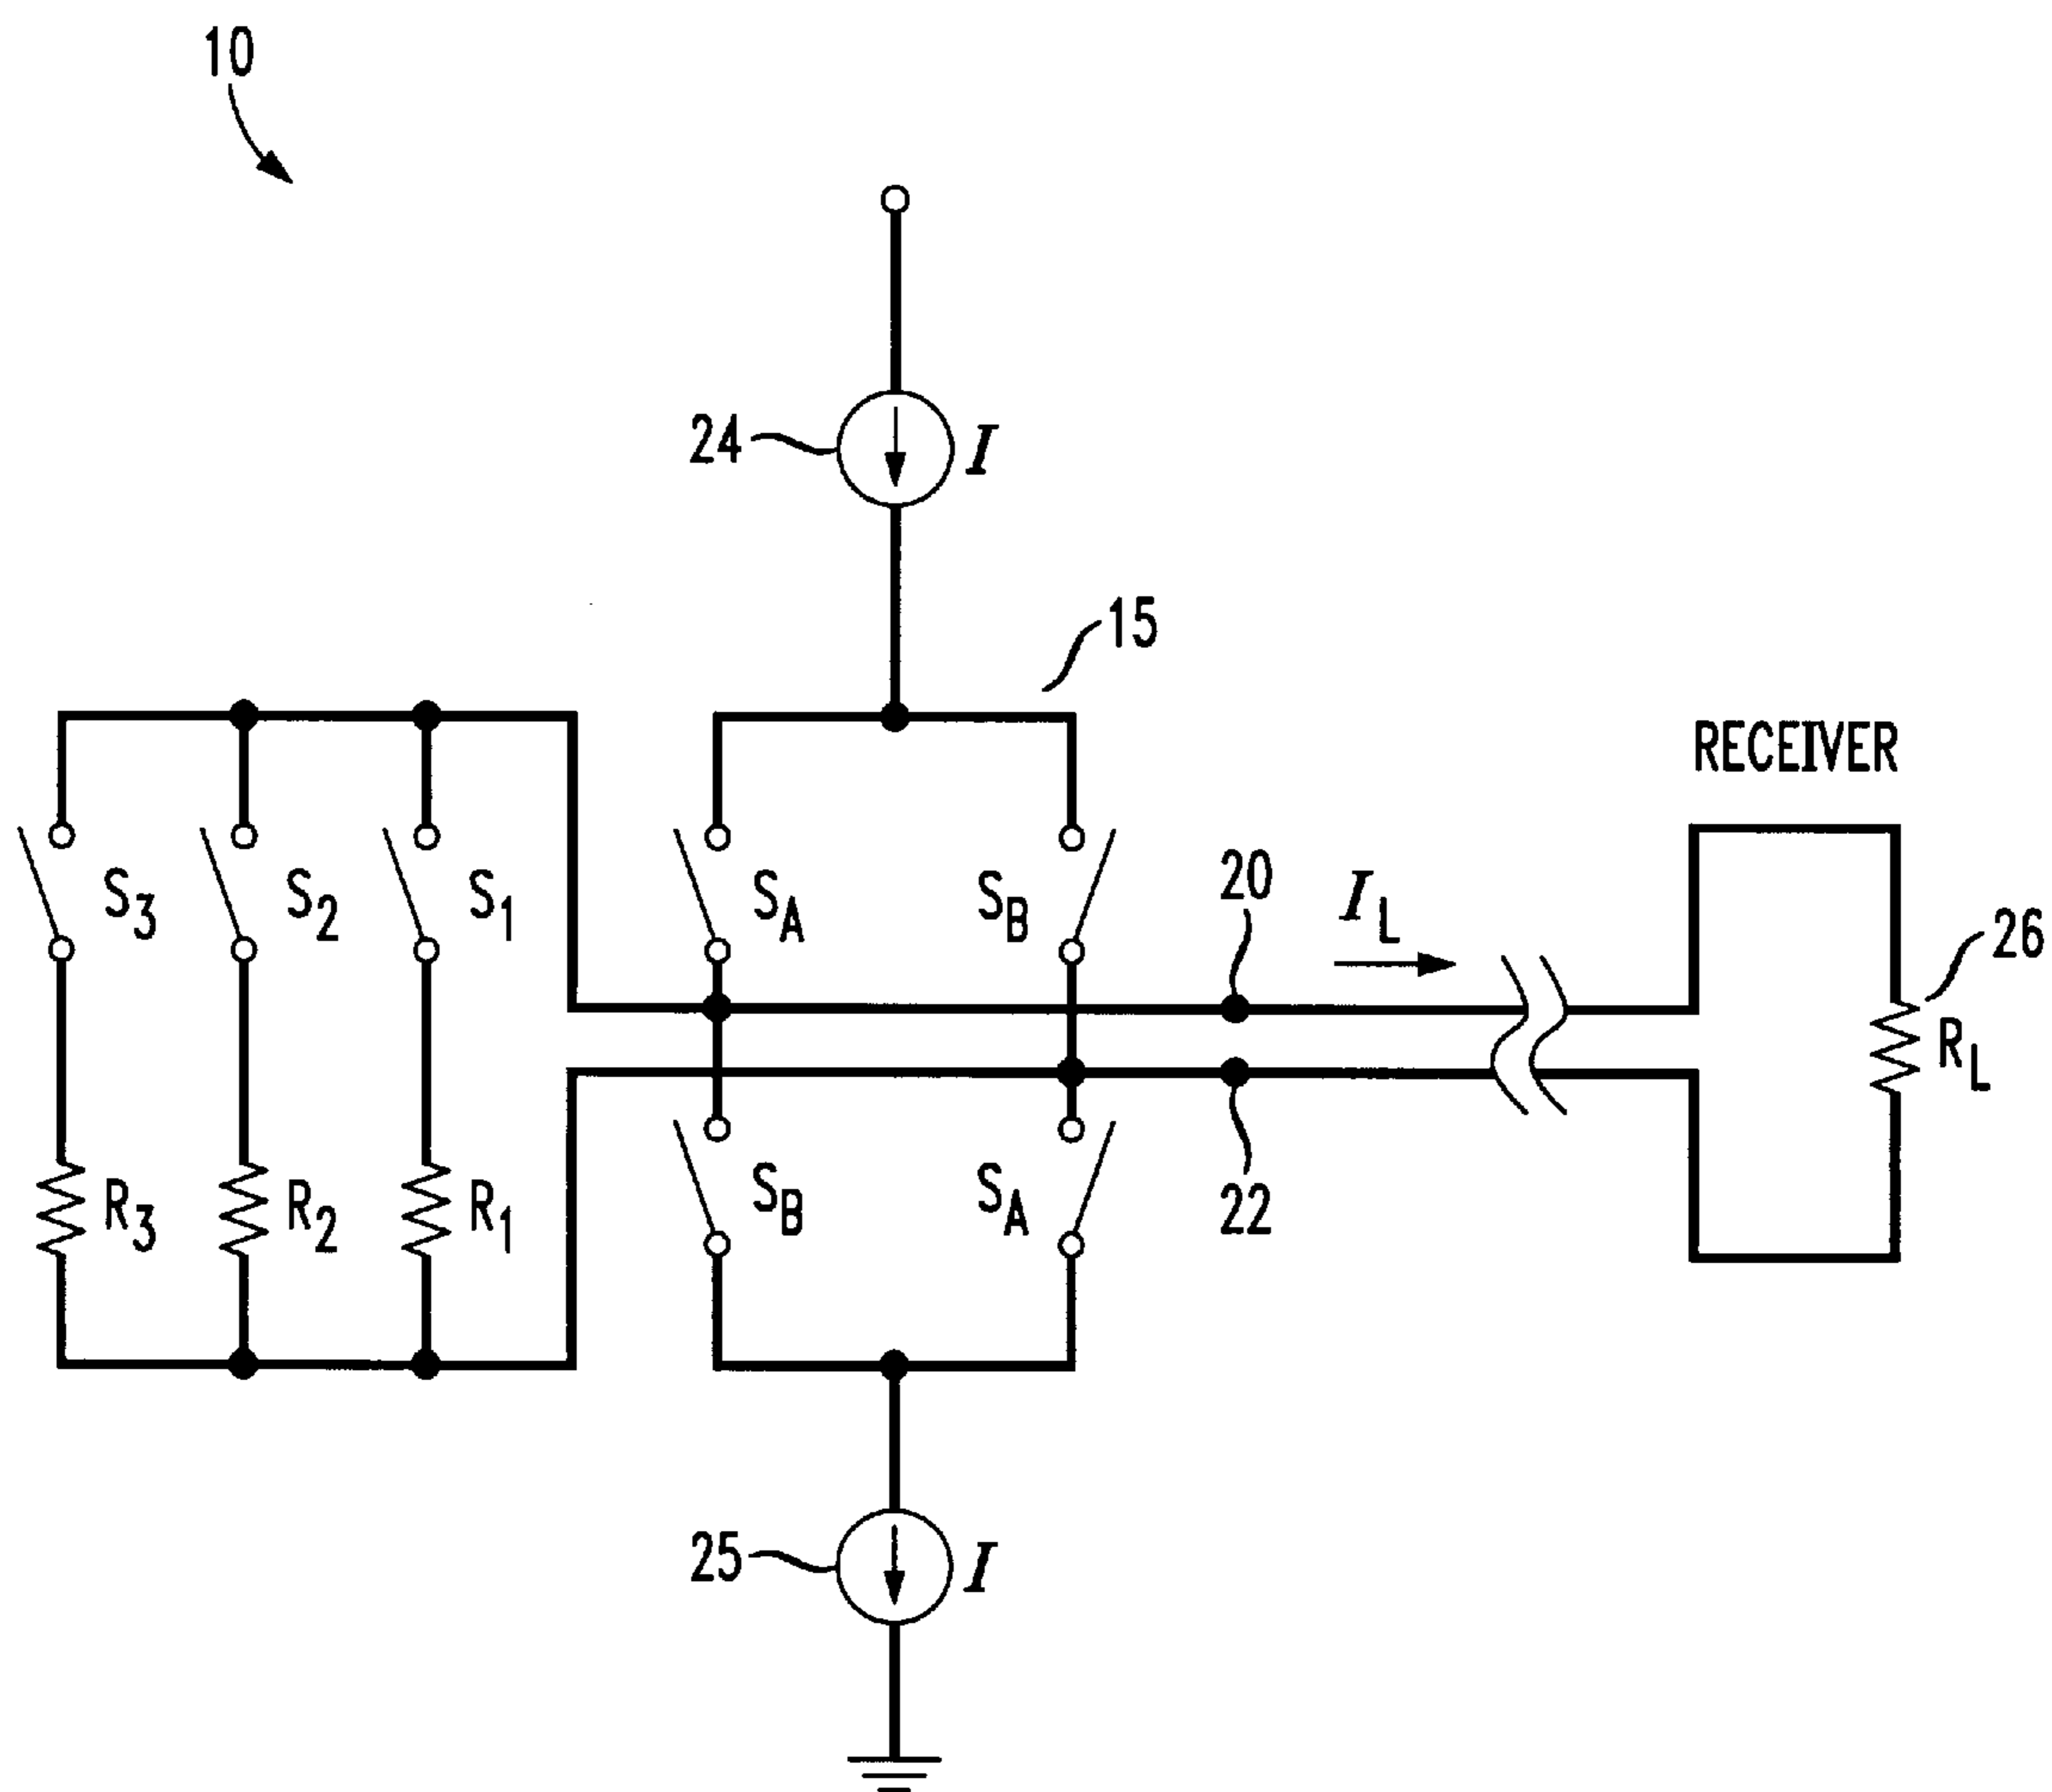 10
24 I
15
RECEIVER
S3 S2 S1 SA SB 20 IL 26
RL
R3 R2 R1 SB SA 22
25 I